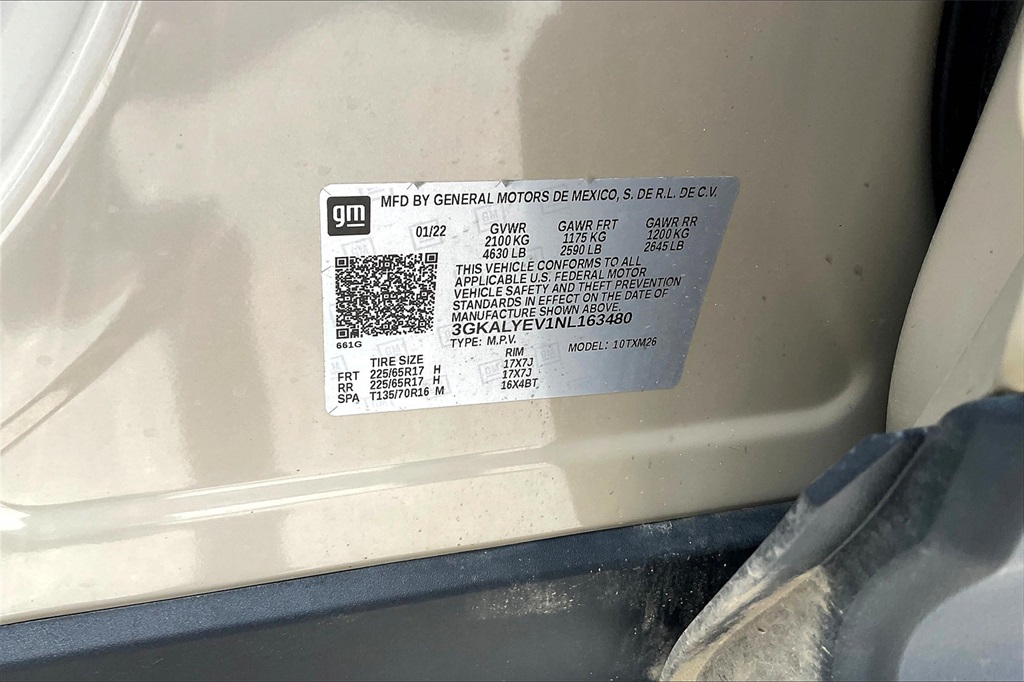 gm
MFD BY GENERAL MOTORS DE MEXICO, S. DE R.L. DE C.V.
01/22 GVWR GAWR FRT GAWR RR
2100 KG 1175 KG 1200 KG
4630 LB 2590 LB 2645 LB
THIS VEHICLE CONFORMS TO ALL
APPLICABLE U.S. FEDERAL MOTOR
VEHICLE SAFETY AND THEFT PREVENTION
STANDARDS IN EFFECT ON THE DATE OF
MANUFACTURE SHOWN ABOVE.
3GKALYEV1NL163480
661G
TYPE: M.P.V. MODEL: 10TXM26
TIRE SIZE RIM
FRT 225/65R17 H 17X7J
RR 225/65R17 H 17X7J
SPA T135/70R16 M 16X4BT